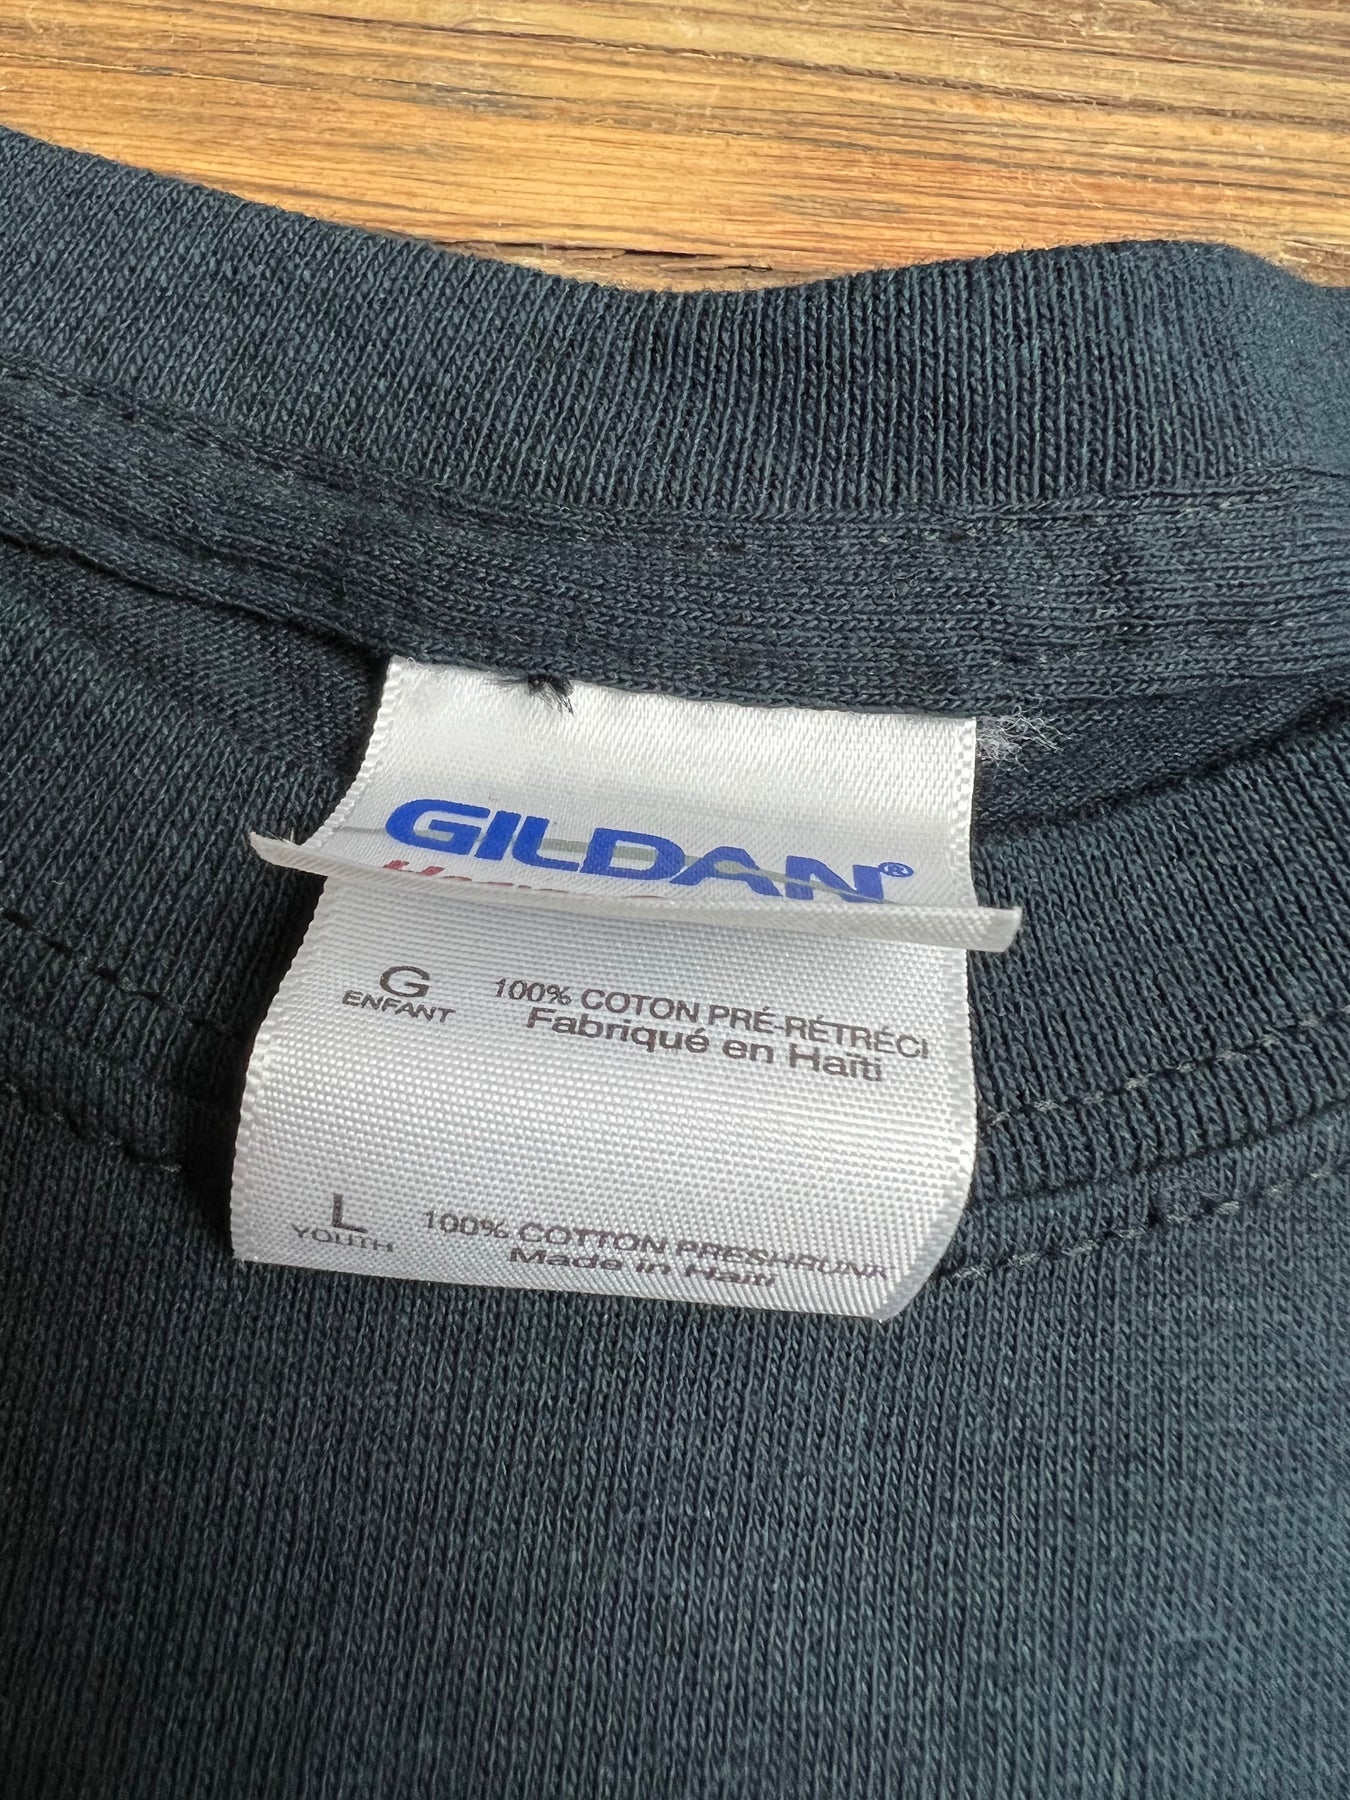 GILDAN®
G 100% COTON PRÉ-RÉTRÉCI
ENFANT Fabriqué en Haïti
L 100% COTTON PRESHRUNK
YOUTH Made in Haiti